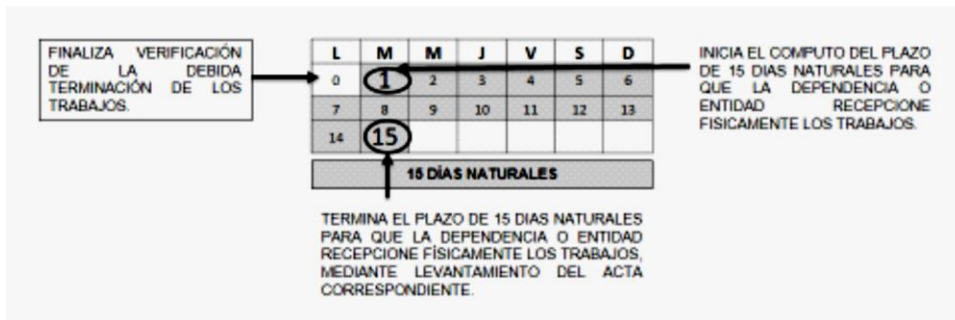 FINALIZA VERIFICACIÓN
DE LA DEBIDA
TERMINACIÓN DE LOS
TRABAJOS.
L M M J V S D
0 1 2 3 4 5 6
7 8 9 10 11 12 13
14 15
15 DÍAS NATURALES
INICIA EL COMPUTO DEL PLAZO
DE 15 DIAS NATURALES PARA
QUE LA DEPENDENCIA O
ENTIDAD RECEPCIONE
FISICAMENTE LOS TRABAJOS.
TERMINA EL PLAZO DE 15 DIAS NATURALES
PARA QUE LA DEPENDENCIA O ENTIDAD
RECEPCIONE FÍSICAMENTE LOS TRABAJOS,
MEDIANTE LEVANTAMIENTO DEL ACTA
CORRESPONDIENTE.